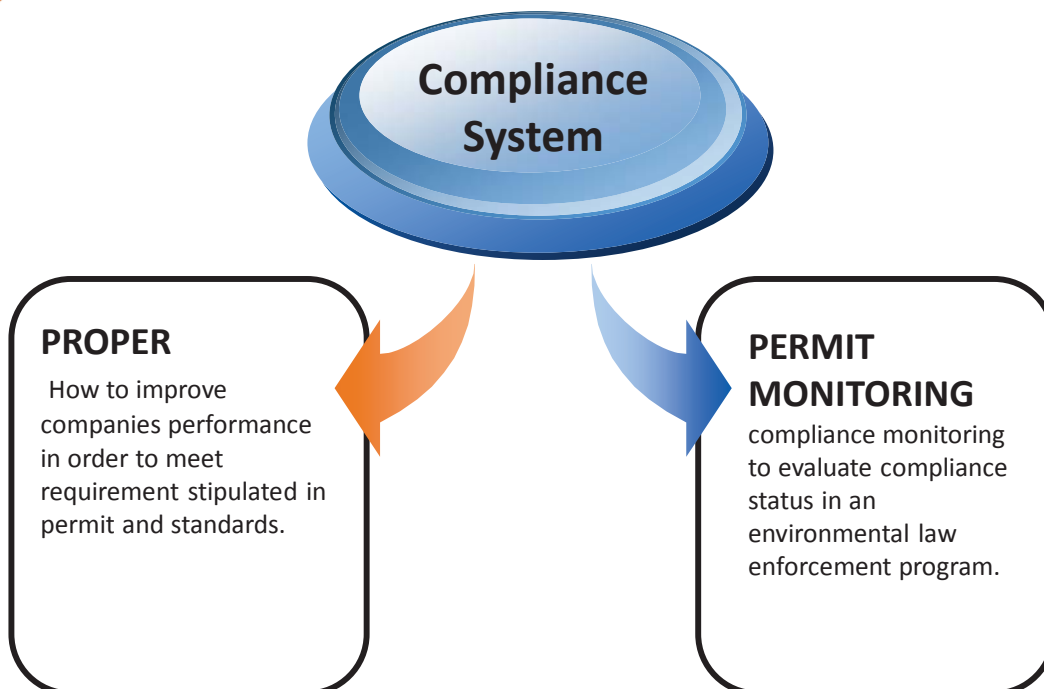 Compliance
System
PROPER
How to improve
companies performance
in order to meet
requirement stipulated in
permit and standards.
PERMIT
MONITORING
compliance monitoring
to evaluate compliance
status in an
environmental law
enforcement program.